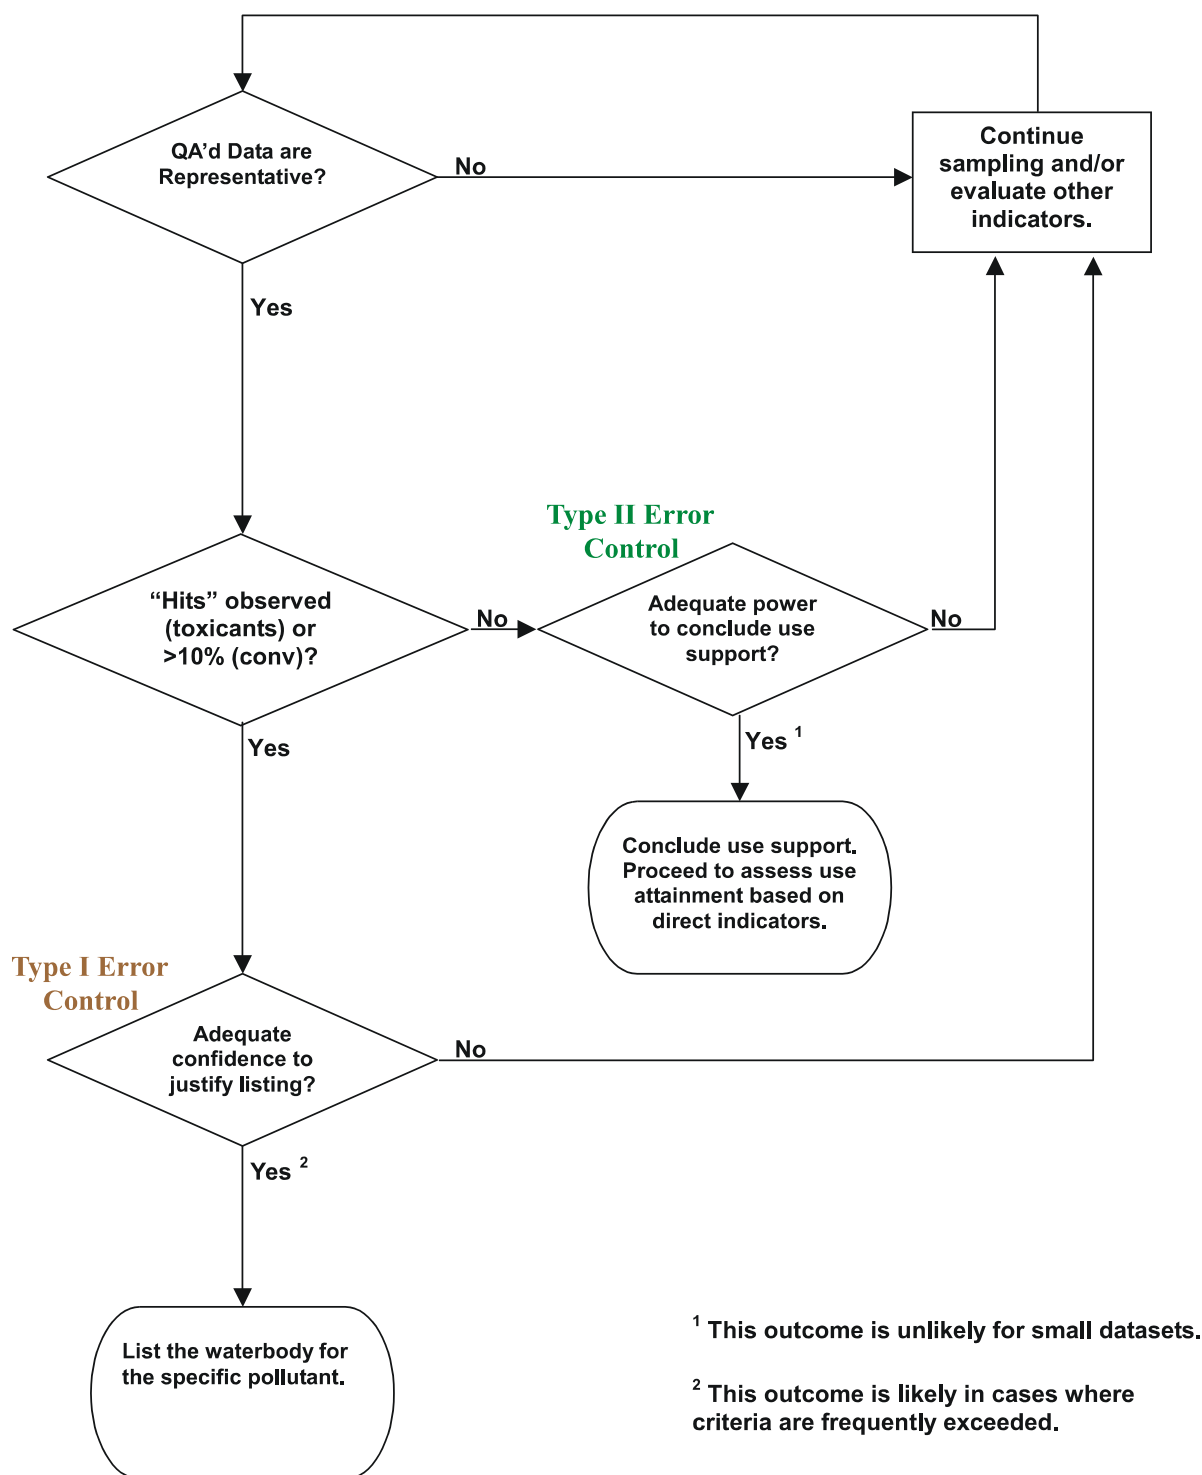 QA'd Data are
Representative?
No
Continue
sampling and/or
evaluate other
indicators.
Yes
Type II Error
Control
“Hits” observed
(toxicants) or
>10% (conv)?
No
Adequate power
to conclude use
support?
No
Yes
Yes 1
Conclude use support.
Proceed to assess use
attainment based on
direct indicators.
Type I Error
Control
Adequate
confidence to
justify listing?
No
Yes 2
List the waterbody for
the specific pollutant.
1 This outcome is unlikely for small datasets.
2 This outcome is likely in cases where
criteria are frequently exceeded.